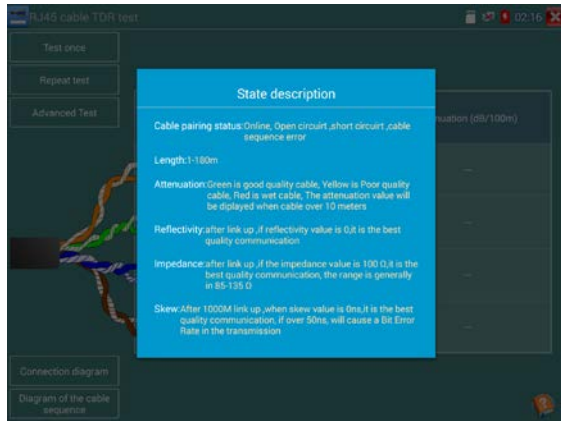 RJ45 cable TDR test
02:16
Test once
Repeat test
Advanced Test
State description
Cable pairing status:Online, Open circuirt ,short circuirt ,cable
sequence error
Length:1-180m
Attenuation:Green is good quality cable, Yellow is Poor quality
cable, Red is wet cable, The attenuation value will
be diplayed when cable over 10 meters
Reflectivity:after link up ,if reflectivity value is 0,it is the best
quality communication
Impedance:after link up ,if the impedance value is 100 Ω,it is the
best quality communication, the range is generally
in 85-135 Ω
Skew:After 1000M link up ,when skew value is 0ns,it is the best
quality communication, if over 50ns, will cause a Bit Error
Rate in the transmission
nuation (dB/100m)
--
--
--
--
Connection diagram
Diagram of the cable
sequence